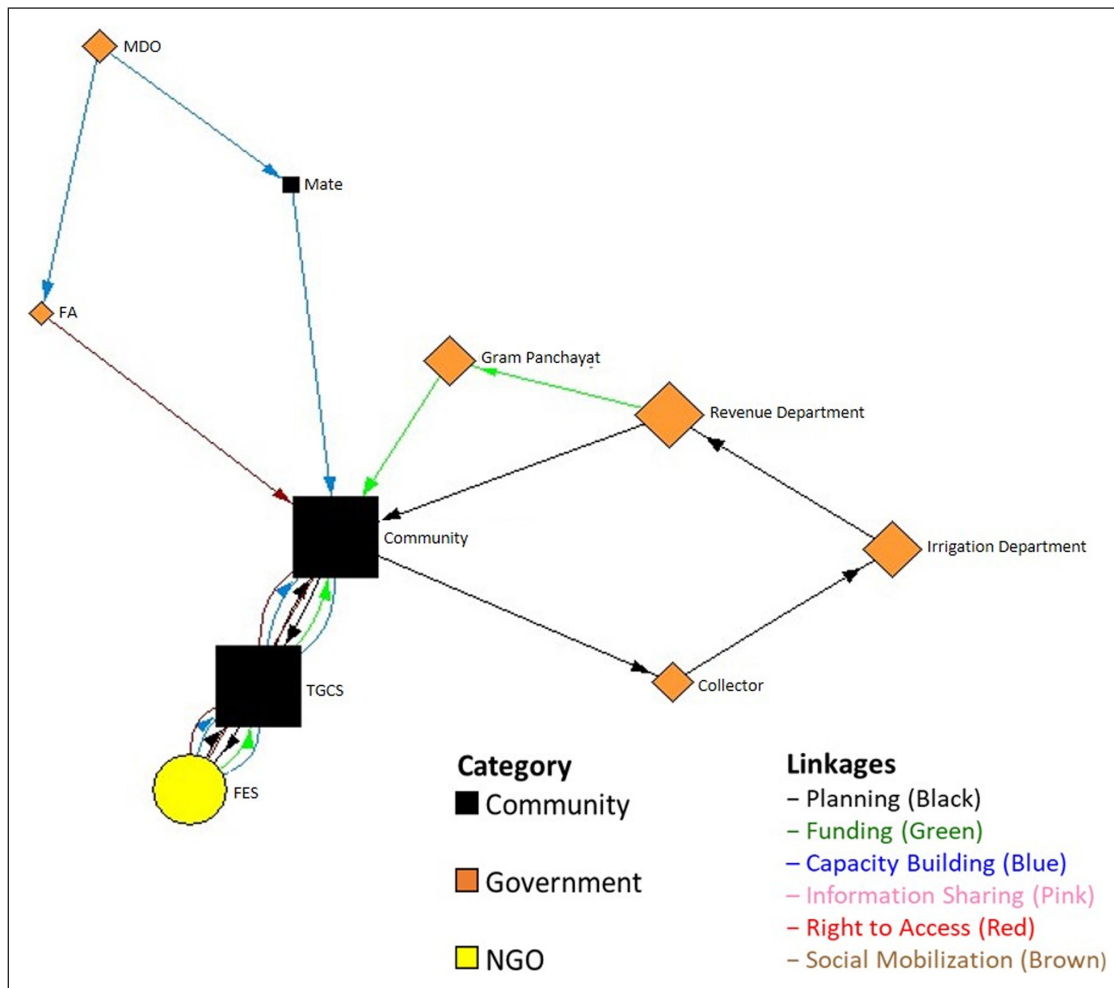 MDO
Mate
FA
Gram Panchayat
Revenue Department
Community
Irrigation Department
TGCS
Collector
FES
Category
Community
Government
NGO
Linkages
– Planning (Black)
– Funding (Green)
– Capacity Building (Blue)
– Information Sharing (Pink)
– Right to Access (Red)
– Social Mobilization (Brown)